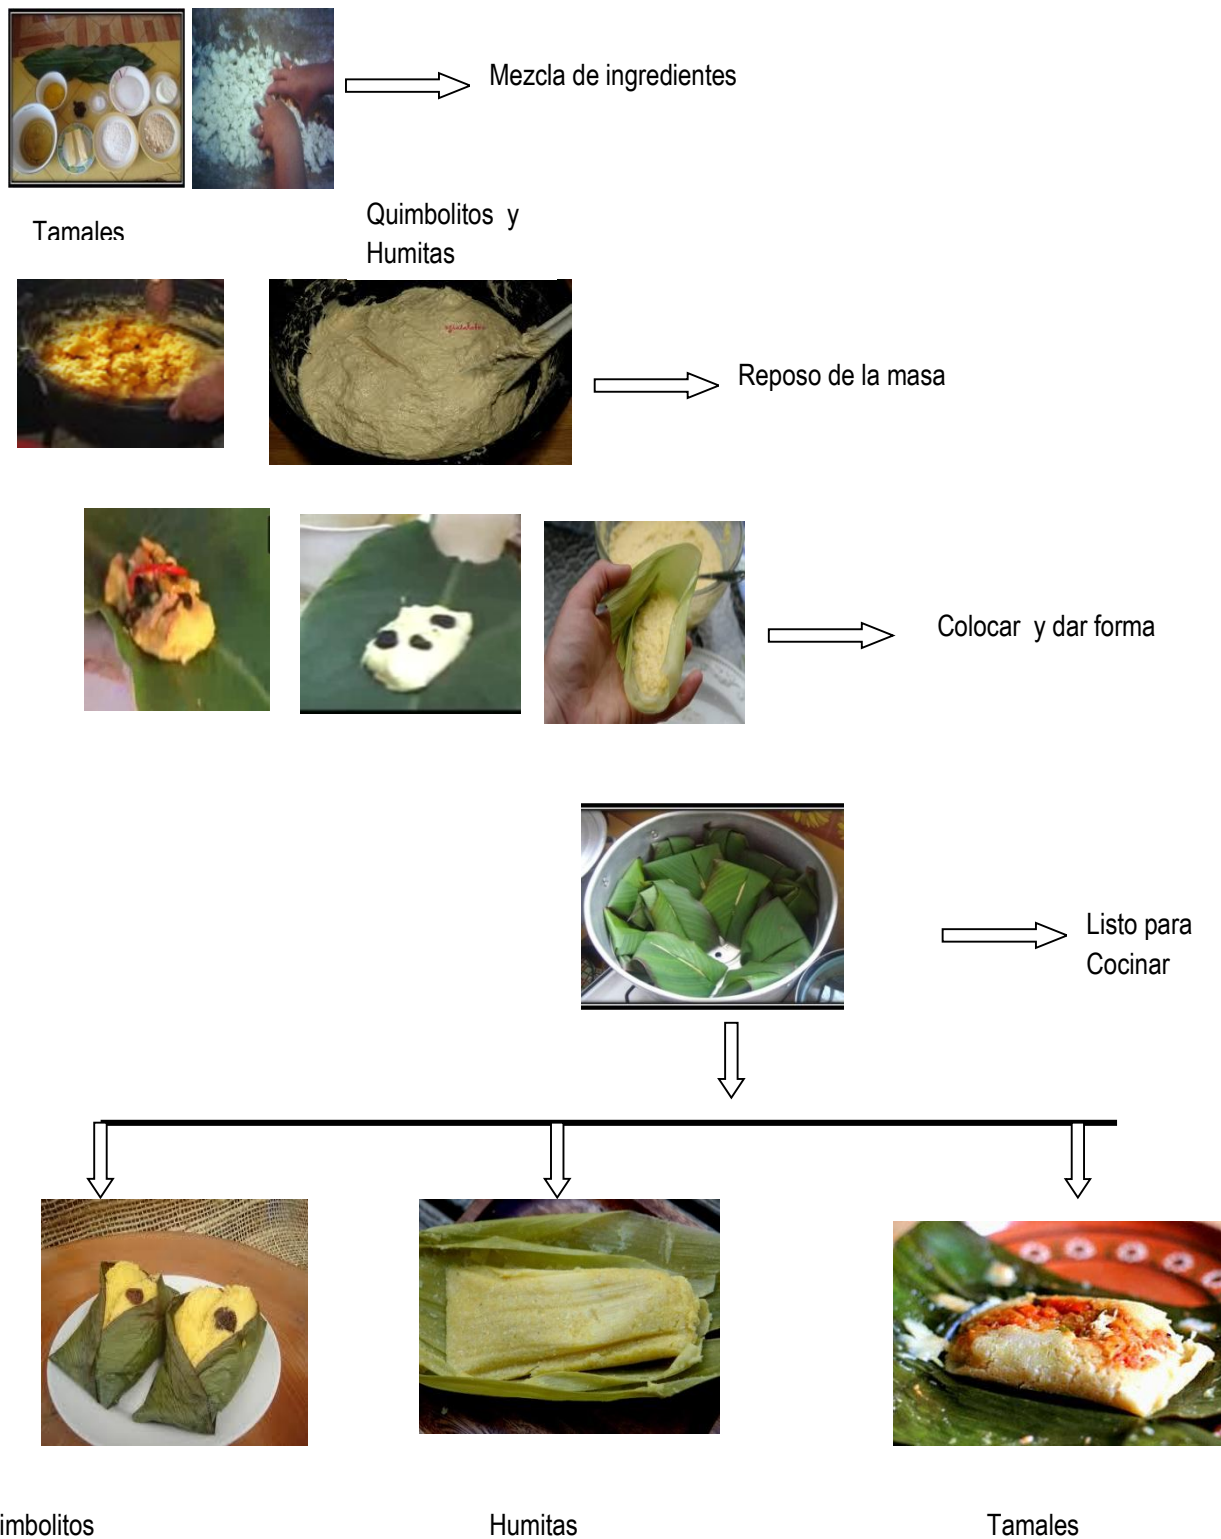 Mezcla de ingredientes
Tamales
Quimbolitos y
Humitas
Reposo de la masa
Colocar y dar forma
Listo para
Cocinar
imbolitos
Humitas
Tamales